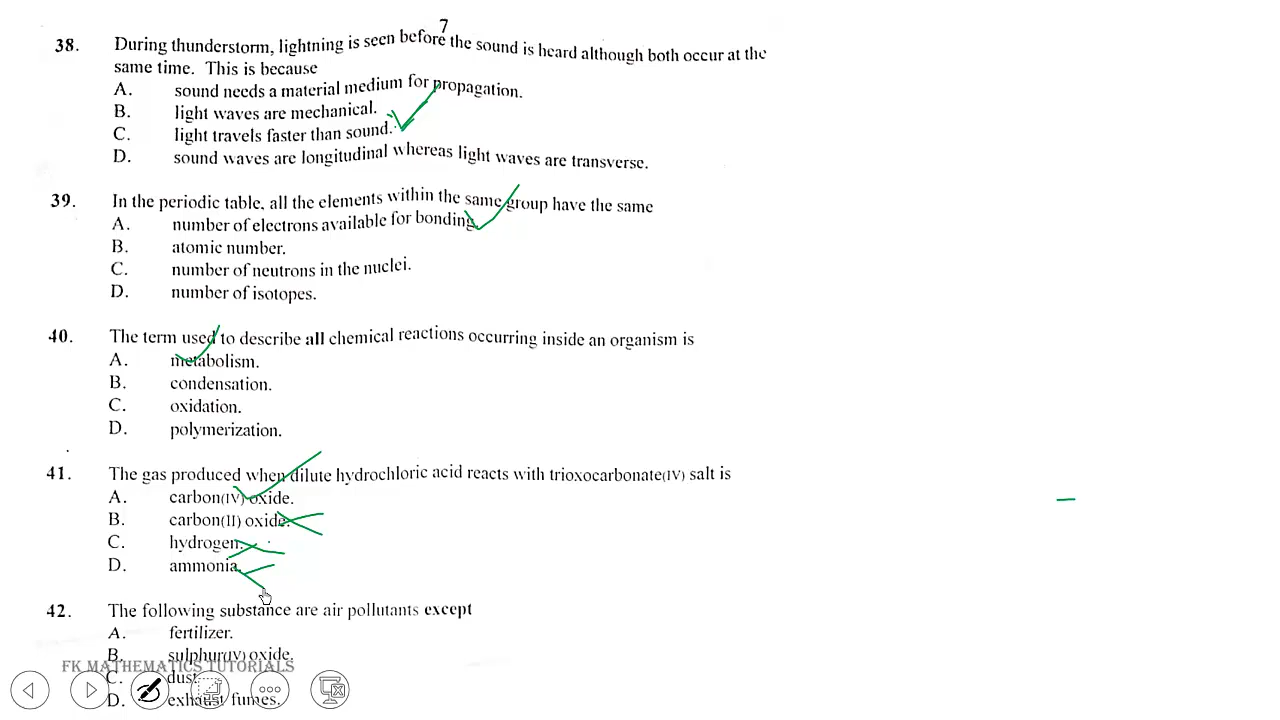 7
38. During thunderstorm, lightning is seen before the sound is heard although both occur at the
same time. This is because
A. sound needs a material medium for propagation.
B. light waves are mechanical.
C. light travels faster than sound.
D. sound waves are longitudinal whereas light waves are transverse.
39. In the periodic table, all the elements within the same group have the same
A. number of electrons available for bonding.
B. atomic number.
C. number of neutrons in the nuclei.
D. number of isotopes.
40. The term used to describe all chemical reactions occurring inside an organism is
A. metabolism.
B. condensation.
C. oxidation.
D. polymerization.
41. The gas produced when dilute hydrochloric acid reacts with trioxocarbonate(IV) salt is
A. carbon(IV) oxide.
B. carbon(II) oxide.
C. hydrogen.
D. ammonia.
42. The following substance are air pollutants except
A. fertilizer.
B. sulphur(IV) oxide.
FK MATHEMATICS TUTORIALS
C. dust
D. exhaust fumes.